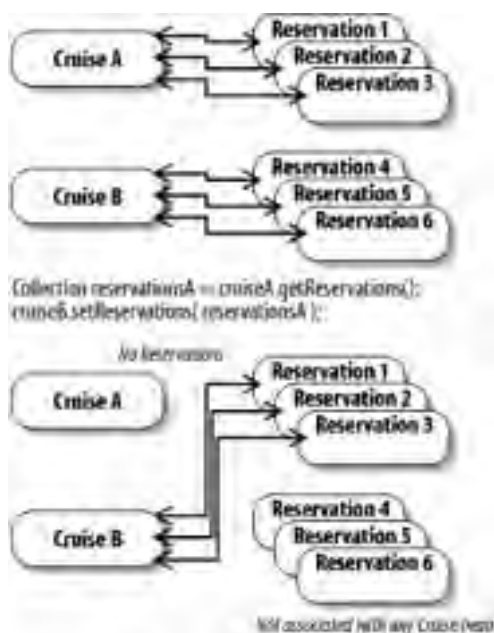 Reservation 1
Reservation 2
Reservation 3
Cruise A
Reservation 4
Reservation 5
Reservation 6
Cruise B
Collection reservationsA = cruiseA.getReservations();
cruiseB.setReservations( reservationsA );
No Reservations
Reservation 1
Reservation 2
Reservation 3
Cruise A
Reservation 4
Reservation 5
Reservation 6
Cruise B
Not associated with any Cruise